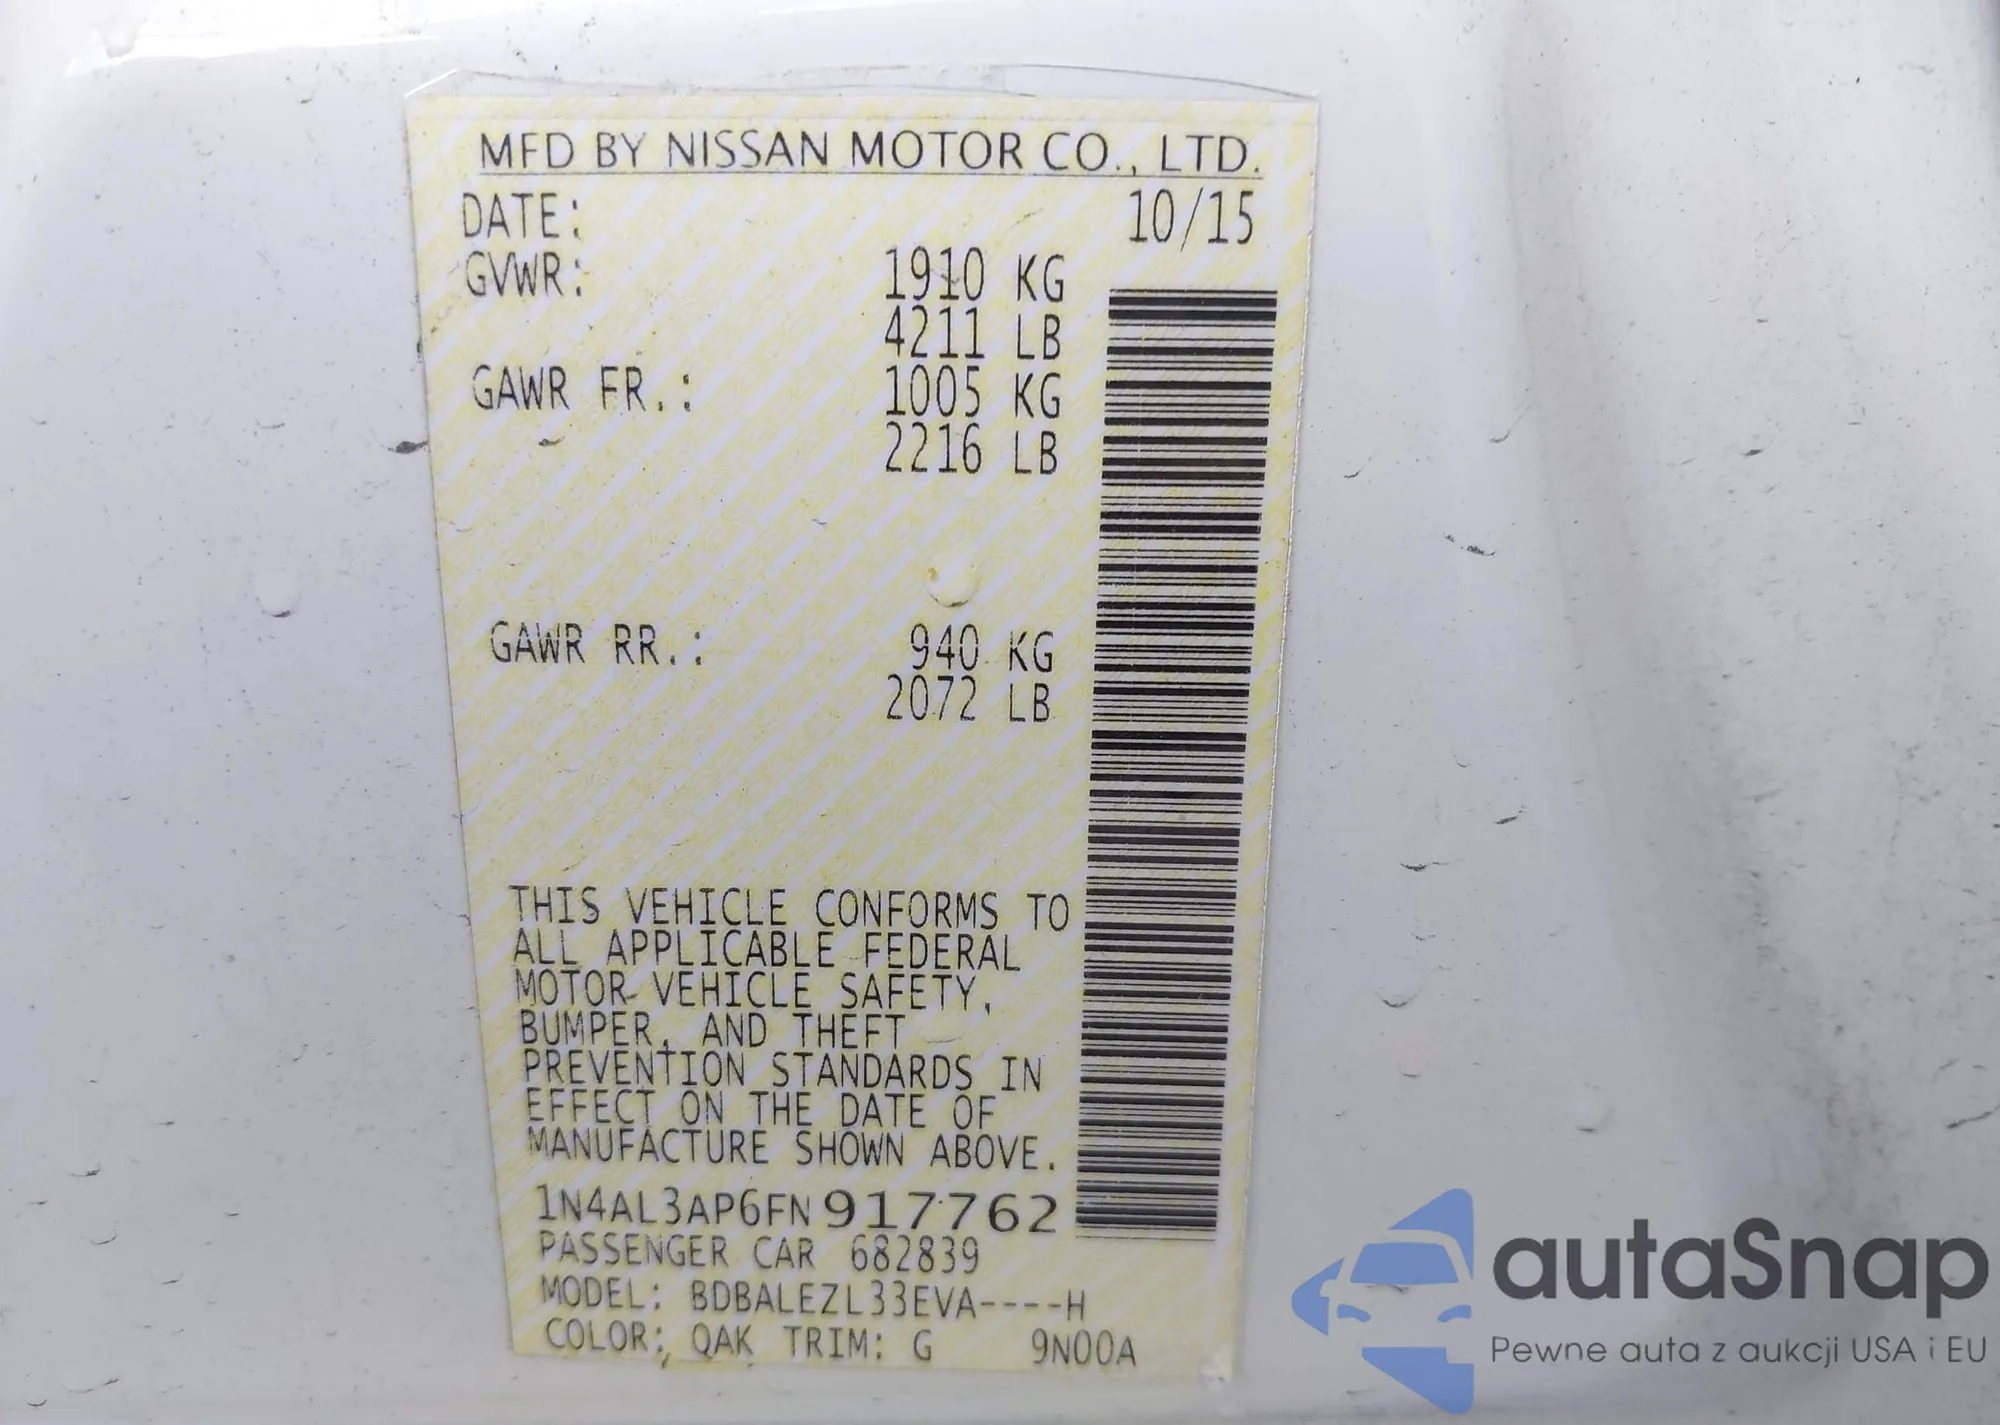 MFD BY NISSAN MOTOR CO., LTD.
DATE: 10/15
GVWR: 1910 KG
4211 LB
GAWR FR.: 1005 KG
2216 LB
GAWR RR.: 940 KG
2072 LB
THIS VEHICLE CONFORMS TO
ALL APPLICABLE FEDERAL
MOTOR VEHICLE SAFETY,
BUMPER, AND THEFT
PREVENTION STANDARDS IN
EFFECT ON THE DATE OF
MANUFACTURE SHOWN ABOVE.
1N4AL3AP6FN917762
PASSENGER CAR 682839
MODEL: BDBALEZL33EVA----H
COLOR: QAK TRIM: G 9N00A
autaSnap
Pewne auta z aukcji USA i EU